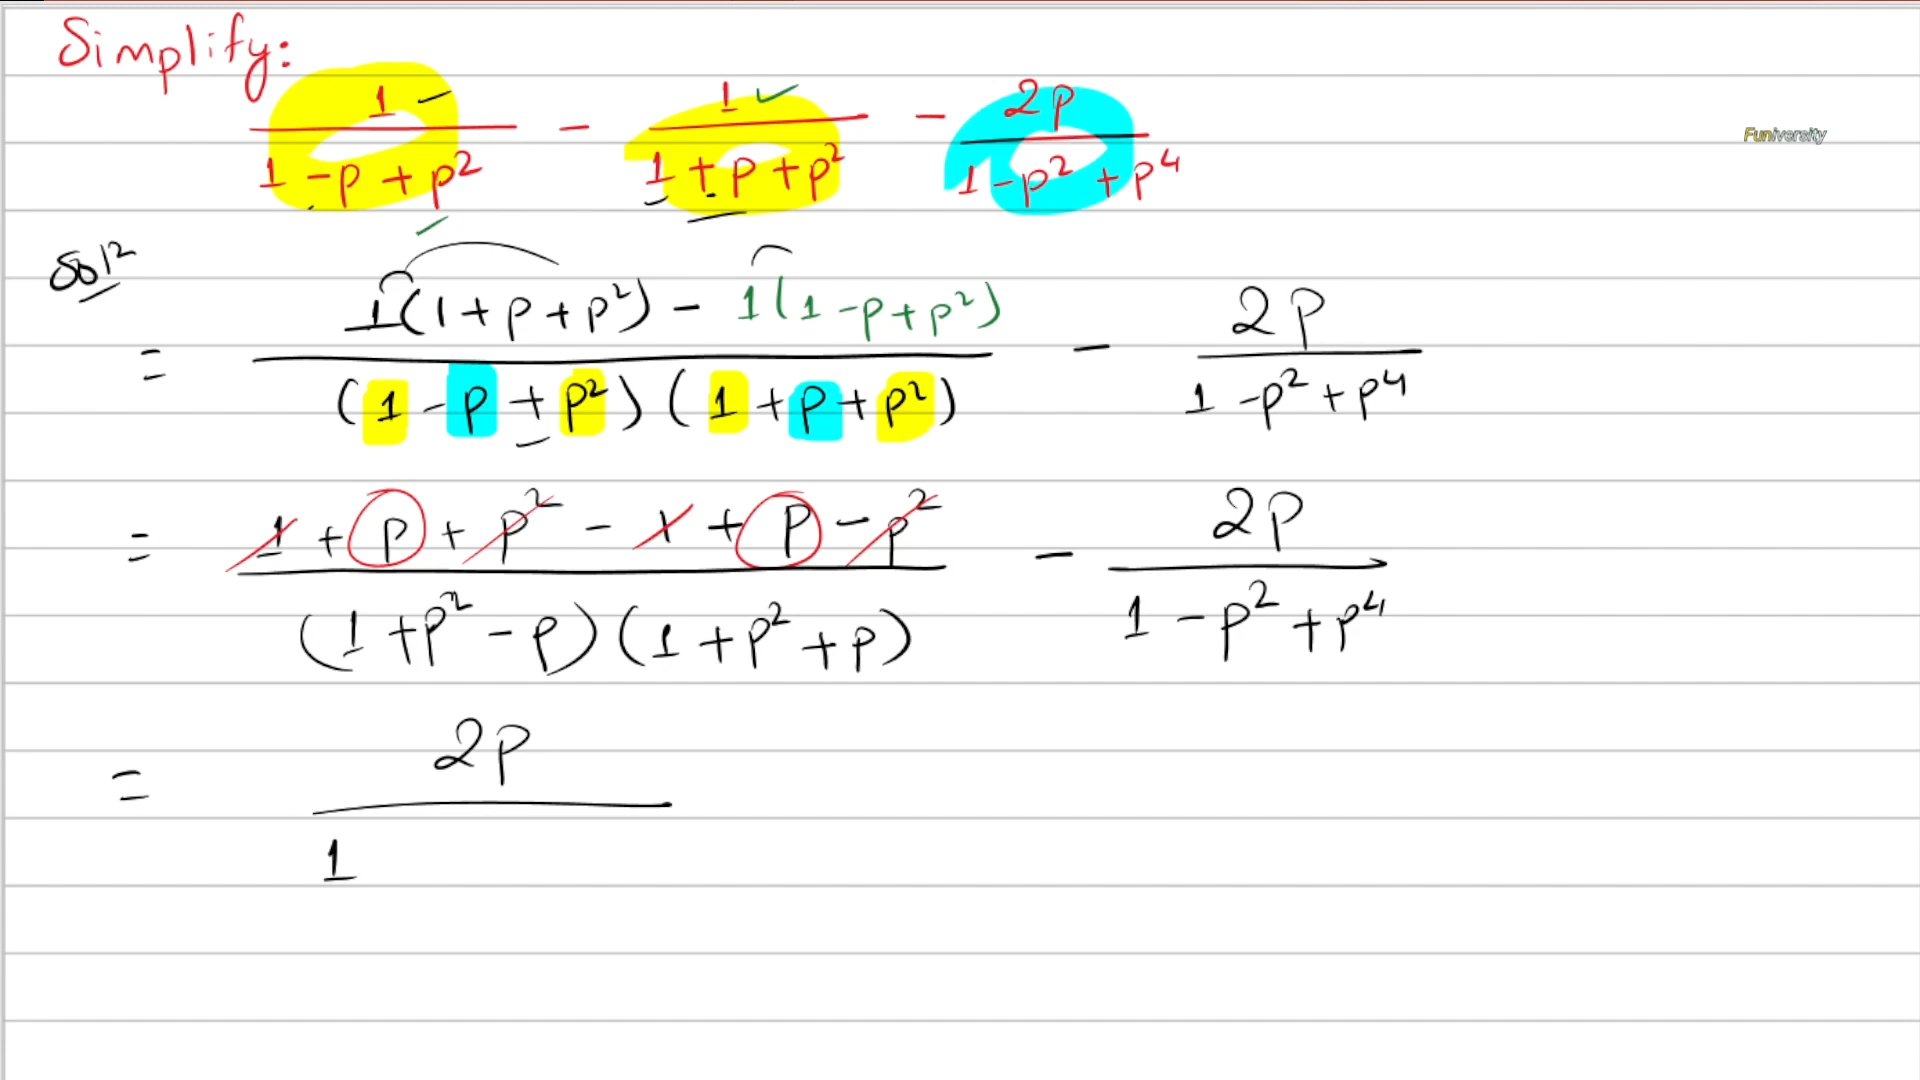 Simplify:
1/(1 - p + p²) - 1/(1 + p + p²) - 2p/(1 - p² + p⁴)
Funiversity
Solⁿ
= (1(1 + p + p²) - 1(1 - p + p²))/((1 - p + p²)(1 + p + p²)) - 2p/(1 - p² + p⁴)
= (1 + p + p² - 1 + p - p²)/((1 + p² - p)(1 + p² + p)) - 2p/(1 - p² + p⁴)
= 2p/1